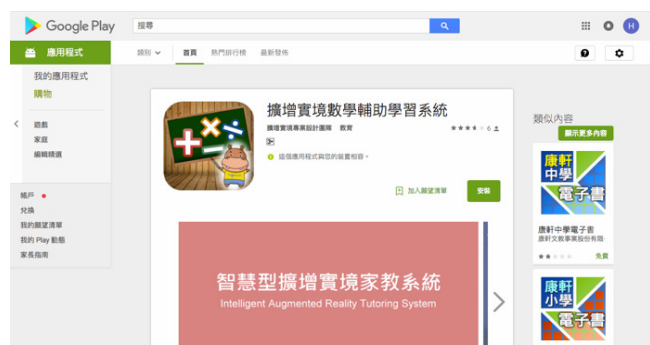 Google Play
搜尋
H
應用程式
類別
首頁
熱門排行榜
最新發佈
我的應用程式
購物
遊戲
家庭
編輯精選
帳戶
兌換
我的願望清單
我的 Play 動態
家長指南
擴增實境數學輔助學習系統
擴增實境專業設計團隊 教育
6
這個應用程式與您的裝置相容。
加入願望清單
安裝
智慧型擴增實境家教系統
Intelligent Augmented Reality Tutoring System
類似內容
顯示更多內容
康軒
中學
電子書
康軒中學電子書
康軒文教事業股份有限
免費
康軒
小學
電子書